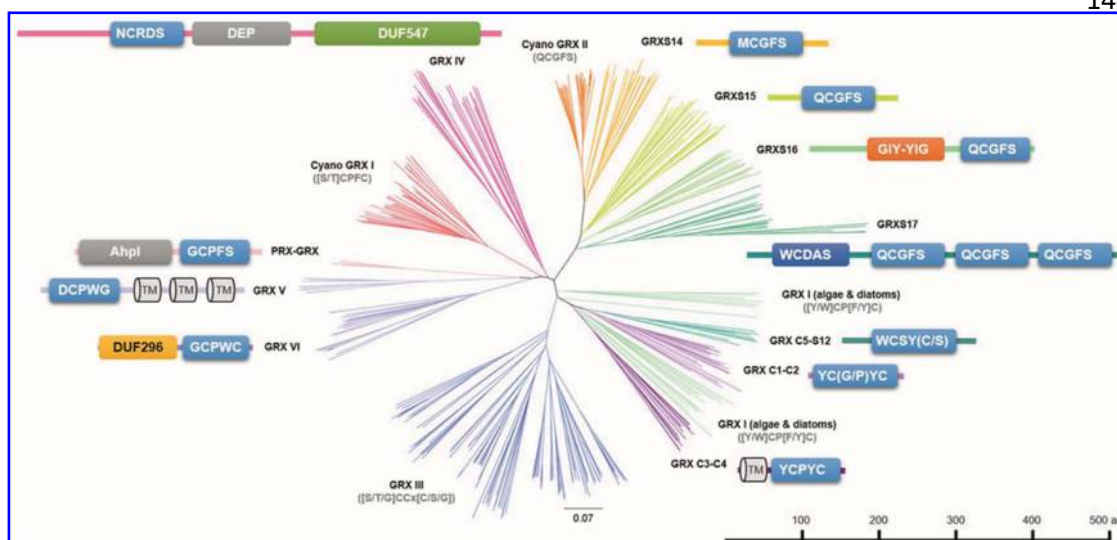 14
NCRDS DEP DUF547
GRX IV
Cyano GRX II
(QCGFS)
GRXS14 MCGFS
GRXS15 QCGFS
GRXS16 GIY-YIG QCGFS
Cyano GRX I
([S/T]CPFC)
GRXS17
WCDAS QCGFS QCGFS QCGFS
AhpI GCPFS PRX-GRX
DCPWG TM TM TM GRX V
GRX I (algae & diatoms)
([Y/W]CP[F/Y]C)
GRX C5-S12 WCSY(C/S)
DUF296 GCPWC GRX VI
GRX C1-C2 YC(G/P)YC
GRX I (algae & diatoms)
([Y/W]CP[F/Y]C)
GRX C3-C4 TM YCPYC
GRX III
([S/T/G]CCx[C/S/G])
0.07
100 200 300 400 500 a